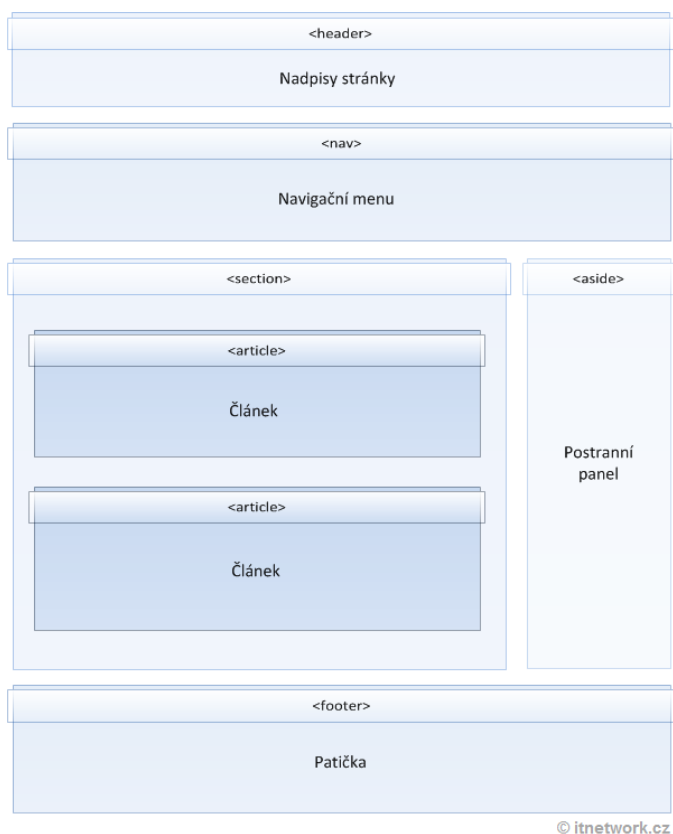 <header>
Nadpisy stránky
<nav>
Navigační menu
<section>
<aside>
<article>
Článek
Postranní
panel
<article>
Článek
<footer>
Patička
© itnetwork.cz